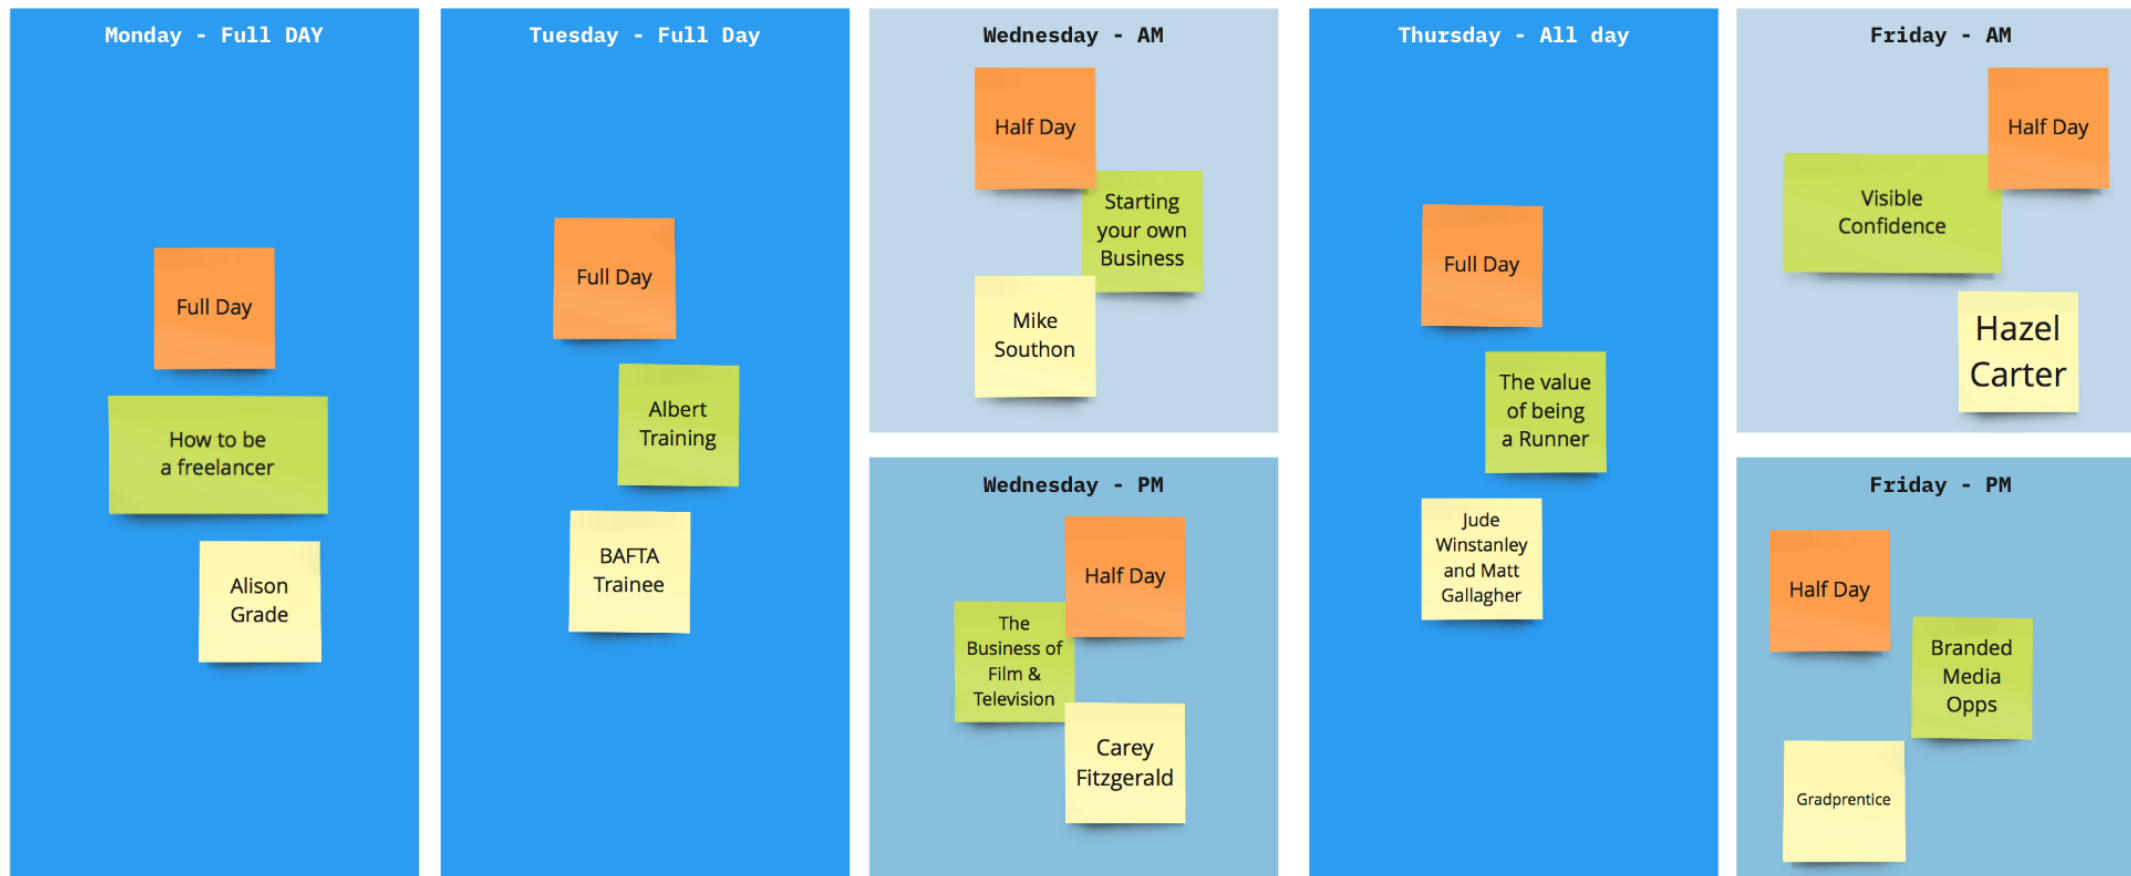 Monday - Full DAY
Full Day
How to be
a freelancer
Alison
Grade
Tuesday - Full Day
Full Day
Albert
Training
BAFTA
Trainee
Wednesday - AM
Half Day
Starting
your own
Business
Mike
Southon
Wednesday - PM
Half Day
The
Business of
Film &
Television
Carey
Fitzgerald
Thursday - All day
Full Day
The value
of being
a Runner
Jude
Winstanley
and Matt
Gallagher
Friday - AM
Half Day
Visible
Confidence
Hazel
Carter
Friday - PM
Half Day
Branded
Media
Opps
Gradprentice